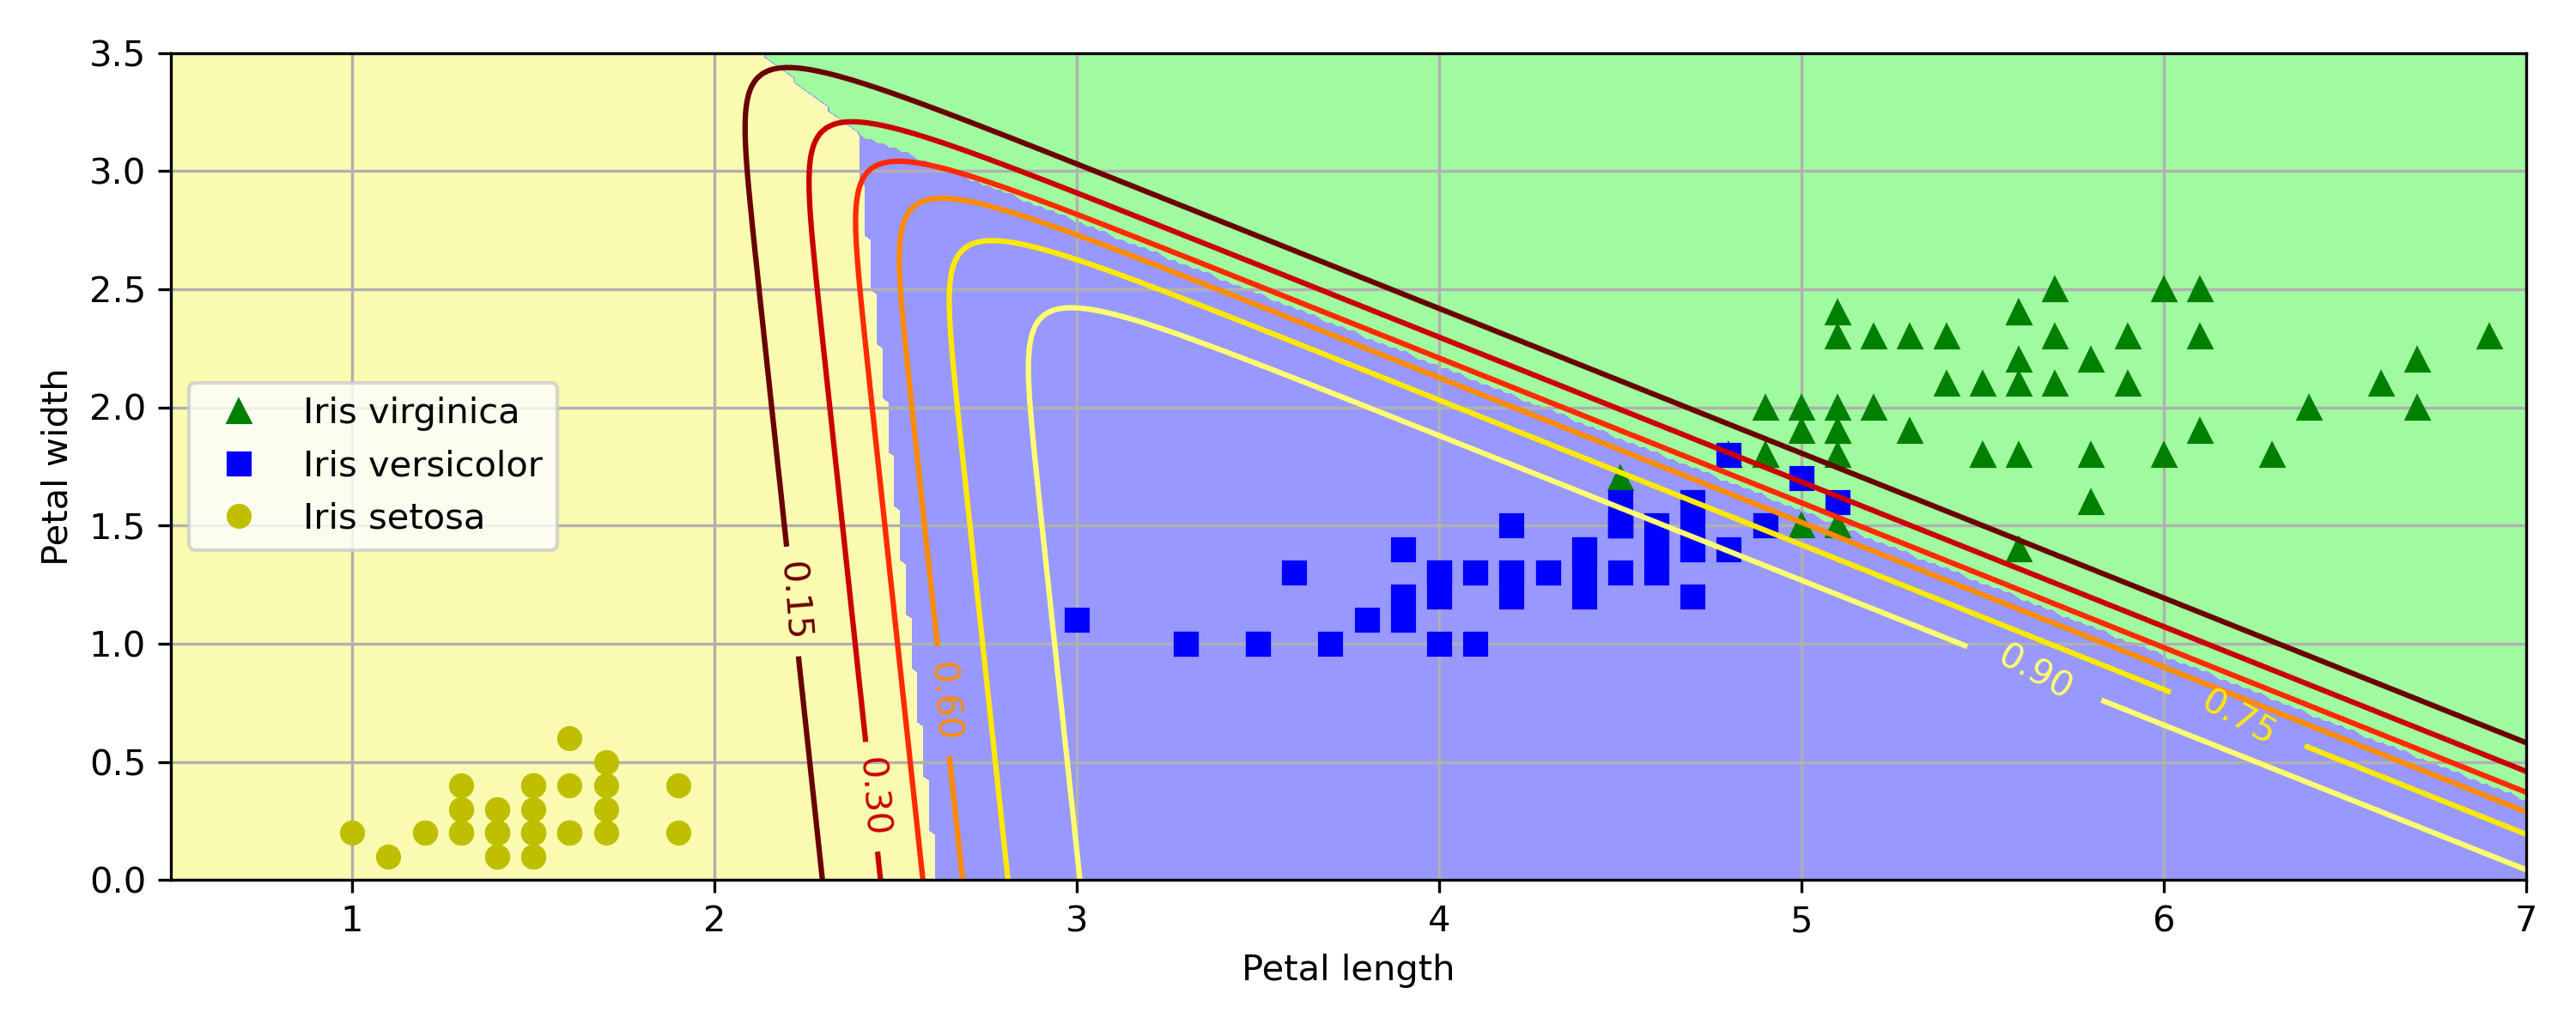 3.5
3.0
2.5
2.0
1.5
1.0
0.5
0.0
Petal width
Iris virginica
Iris versicolor
Iris setosa
0.15
0.30
0.60
0.90
0.75
1 2 3 4 5 6 7
Petal length